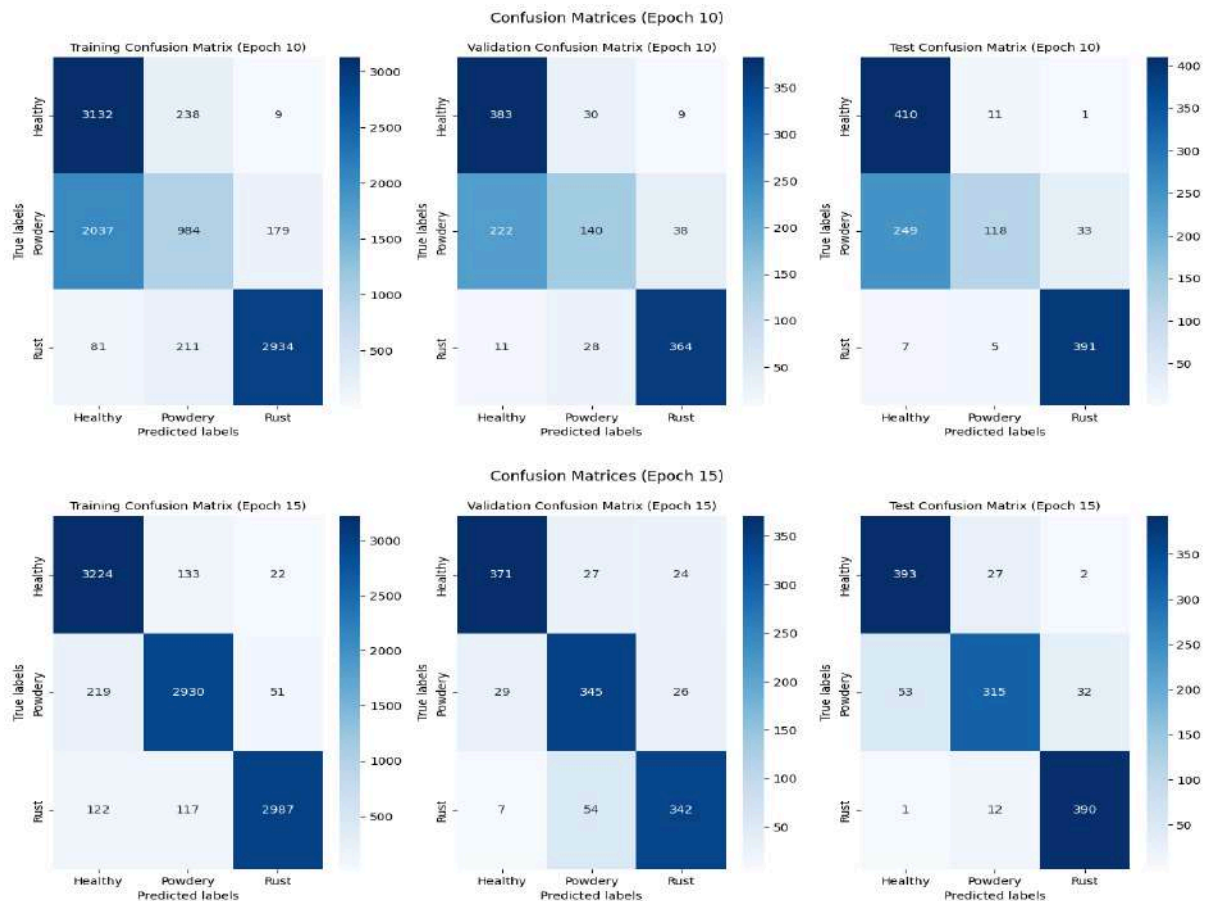 Confusion Matrices (Epoch 10)
Training Confusion Matrix (Epoch 10)
3132 238 9
2037 984 179
81 211 2934
Healthy
Powdery
Rust
True labels
Healthy Powdery Rust
Predicted labels
3000
2500
2000
1500
1000
500
Validation Confusion Matrix (Epoch 10)
383 30 9
222 140 38
11 28 364
Healthy
Powdery
Rust
True labels
Healthy Powdery Rust
Predicted labels
350
300
250
200
150
100
50
Test Confusion Matrix (Epoch 10)
410 11 1
249 118 33
7 5 391
Healthy
Powdery
Rust
True labels
Healthy Powdery Rust
Predicted labels
400
350
300
250
200
150
100
50
Confusion Matrices (Epoch 15)
Training Confusion Matrix (Epoch 15)
3224 133 22
219 2930 51
122 117 2987
Healthy
Powdery
Rust
True labels
Healthy Powdery Rust
Predicted labels
3000
2500
2000
1500
1000
500
Validation Confusion Matrix (Epoch 15)
371 27 24
29 345 26
7 54 342
Healthy
Powdery
Rust
True labels
Healthy Powdery Rust
Predicted labels
350
300
250
200
150
100
50
Test Confusion Matrix (Epoch 15)
393 27 2
53 315 32
1 12 390
Healthy
Powdery
Rust
True labels
Healthy Powdery Rust
Predicted labels
350
300
250
200
150
100
50